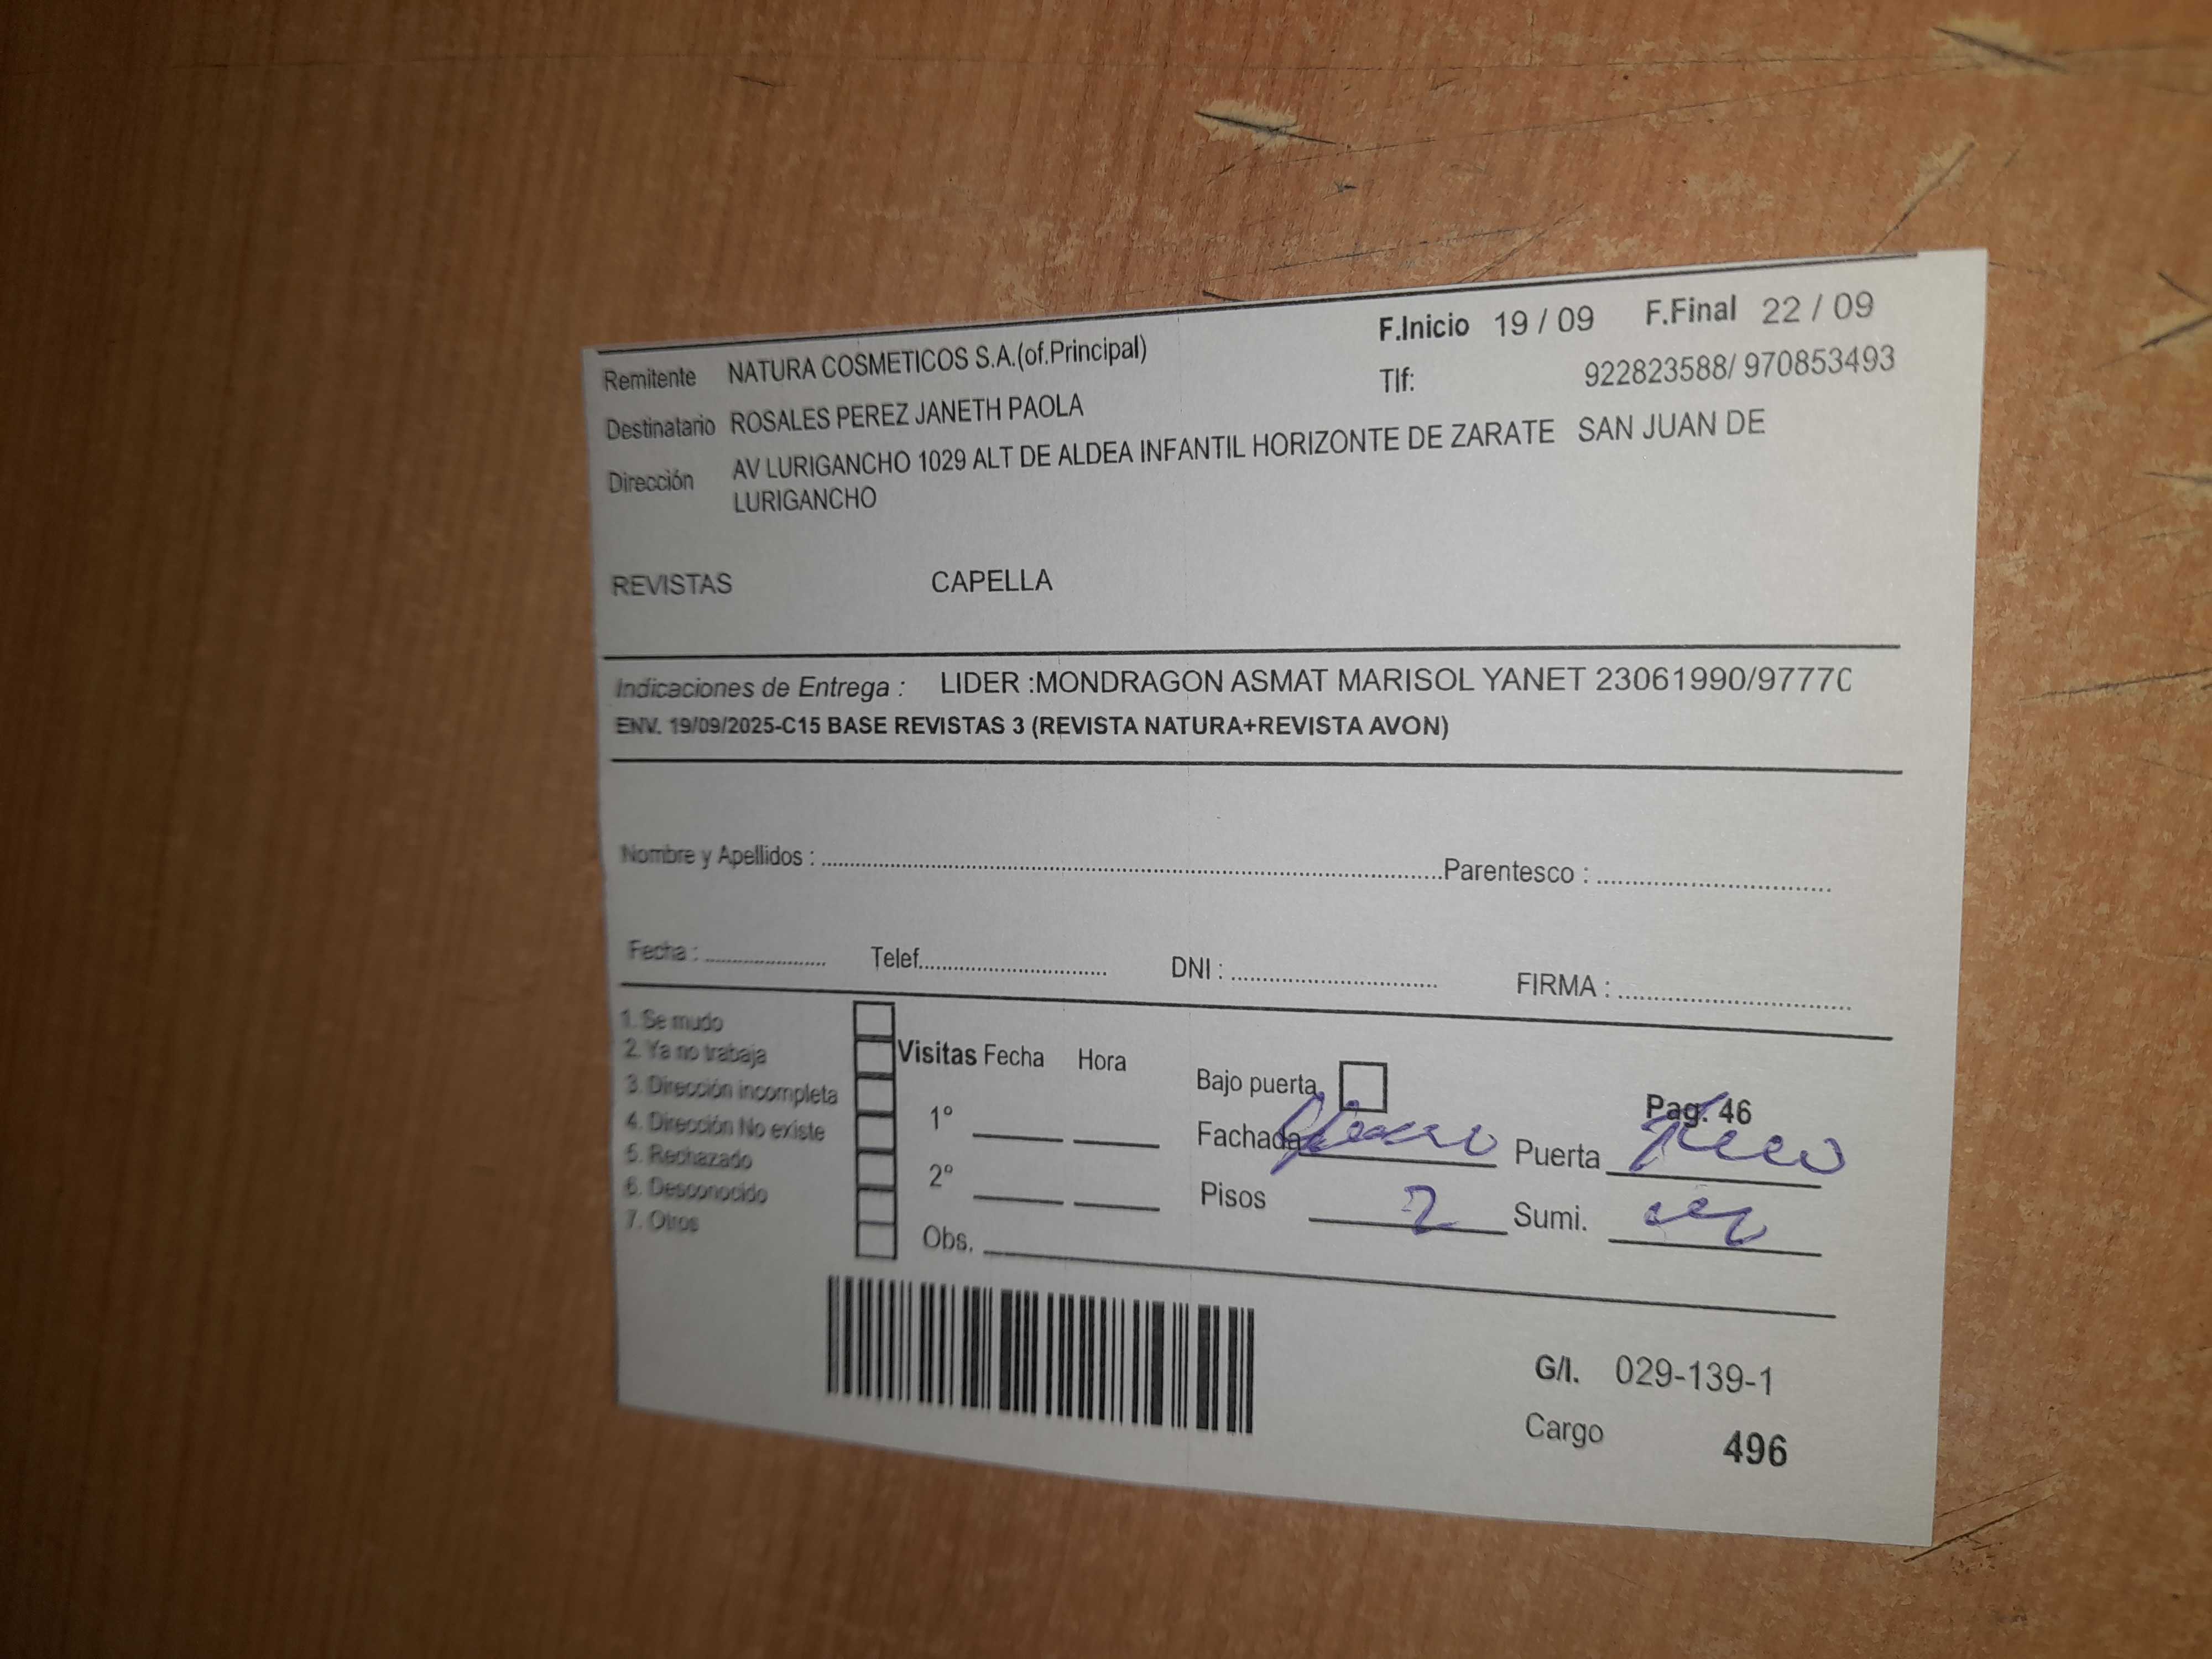 F.Inicio 19 / 09 F.Final 22 / 09
Remitente NATURA COSMETICOS S.A.(of.Principal)
Tlf: 922823588/ 970853493
Destinatario ROSALES PEREZ JANETH PAOLA
Dirección AV LURIGANCHO 1029 ALT DE ALDEA INFANTIL HORIZONTE DE ZARATE SAN JUAN DE
LURIGANCHO
REVISTAS CAPELLA
Indicaciones de Entrega : LIDER :MONDRAGON ASMAT MARISOL YANET 23061990/9777
ENV. 19/09/2025-C15 BASE REVISTAS 3 (REVISTA NATURA+REVISTA AVON)
Nombre y Apellidos : Parentesco :
Fecha : Telef. DNI : FIRMA :
1. Se mudo
2. Ya no trabaja
3. Dirección incompleta
4. Dirección No existe
5. Rechazado
6. Desconocido
7. Otros
Visitas Fecha Hora
1°
2°
Obs.
Bajo puerta Pag. 46
Fachada Puerta
Pisos 2 Sumi.
G/I. 029-139-1
Cargo 496